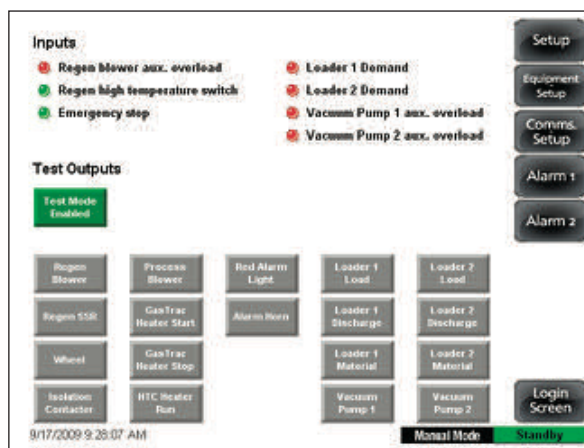 Inputs
Regen blower aux. overload
Regen high temperature switch
Emergency stop
Loader 1 Demand
Loader 2 Demand
Vacuum Pump 1 aux. overload
Vacuum Pump 2 aux. overload
Test Outputs
Test Mode
Enabled
Regen
Blower
Process
Blower
Red Alarm
Light
Loader 1
Load
Loader 2
Load
Regen SSR
GasTrac
Heater Start
Alarm Horn
Loader 1
Discharge
Loader 2
Discharge
Wheel
GasTrac
Heater Stop
Loader 1
Material
Loader 2
Material
Isolation
Contacter
HTC Heater
Run
Vacuum
Pump 1
Vacuum
Pump 2
Setup
Equipment
Setup
Comms.
Setup
Alarm 1
Alarm 2
Login
Screen
9/17/2009 9:28:07 AM
Manual Mode
Standby